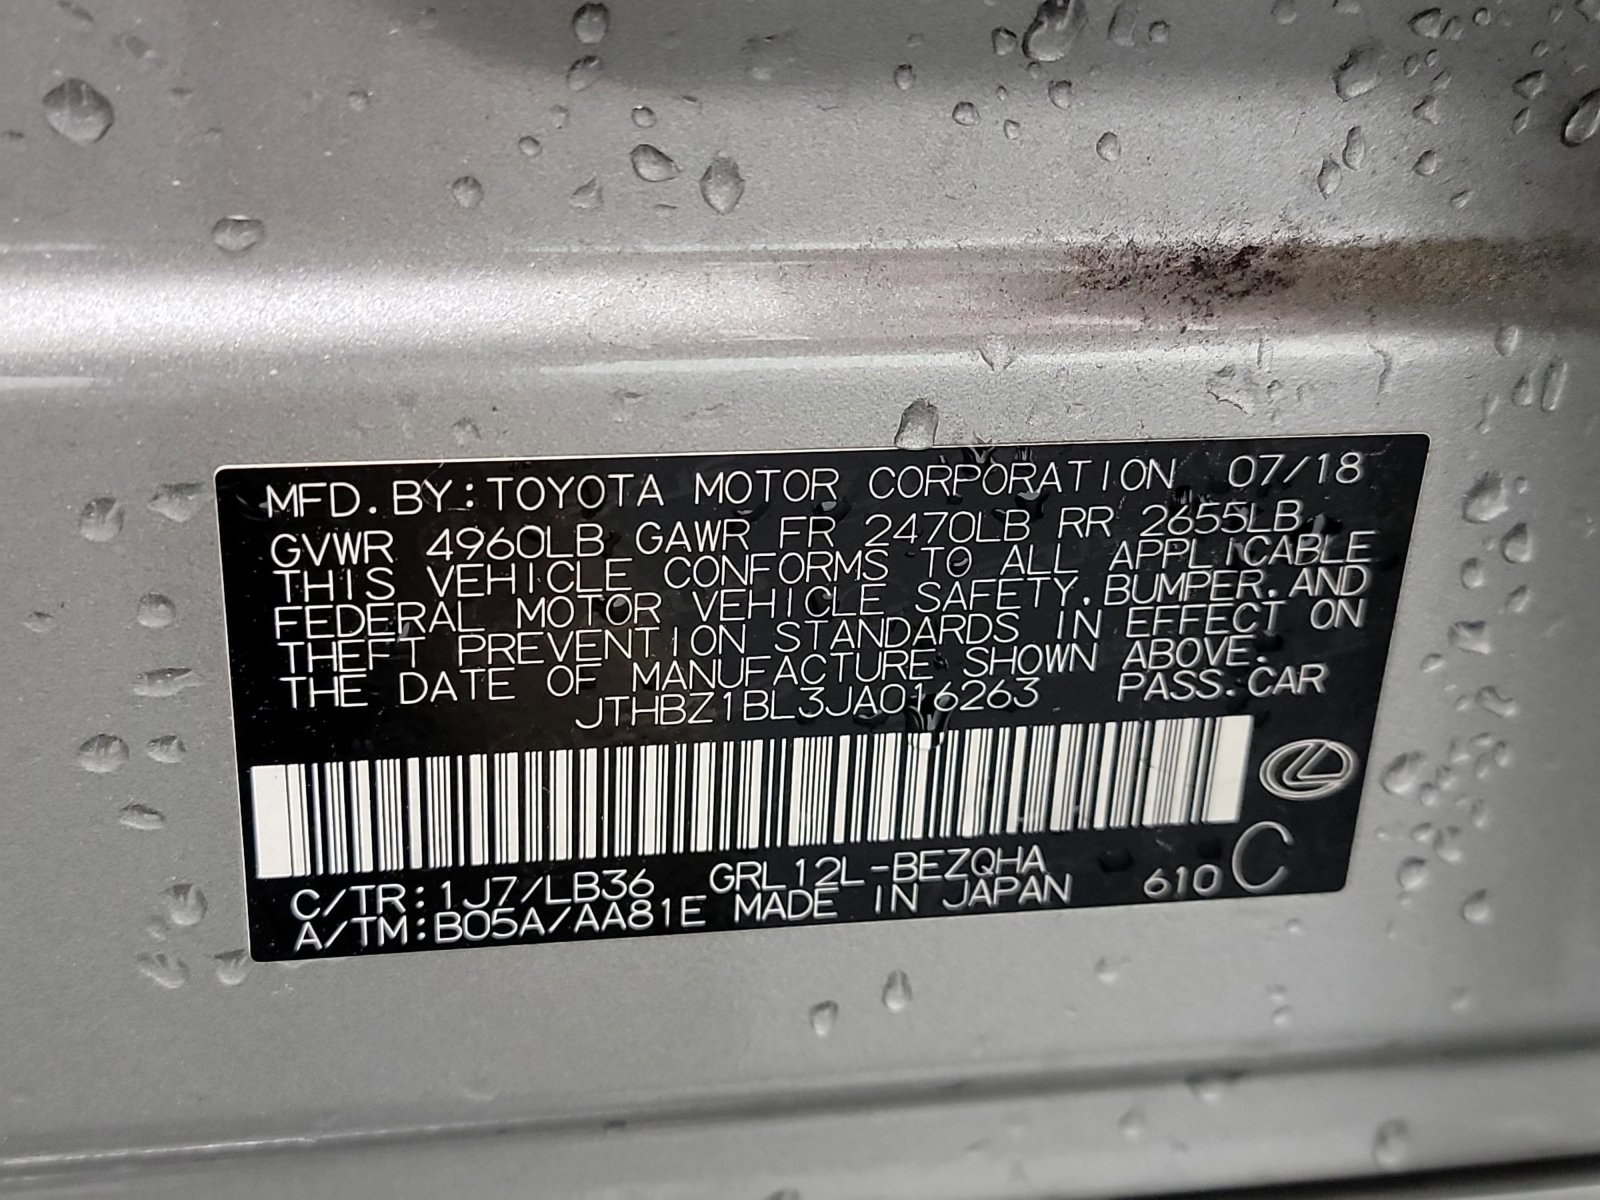 MFD. BY: TOYOTA MOTOR CORPORATION 07/18
GVWR 4960LB GAWR FR 2470LB RR 2655LB
THIS VEHICLE CONFORMS TO ALL APPLICABLE
FEDERAL MOTOR VEHICLE SAFETY, BUMPER, AND
THEFT PREVENTION STANDARDS IN EFFECT ON
THE DATE OF MANUFACTURE SHOWN ABOVE.
JTHBZ1BL3JA016263 PASS. CAR
C/TR: 1J7/LB36 GRL12L-BEZQHA
A/TM: B05A/AA81E MADE IN JAPAN 610 C